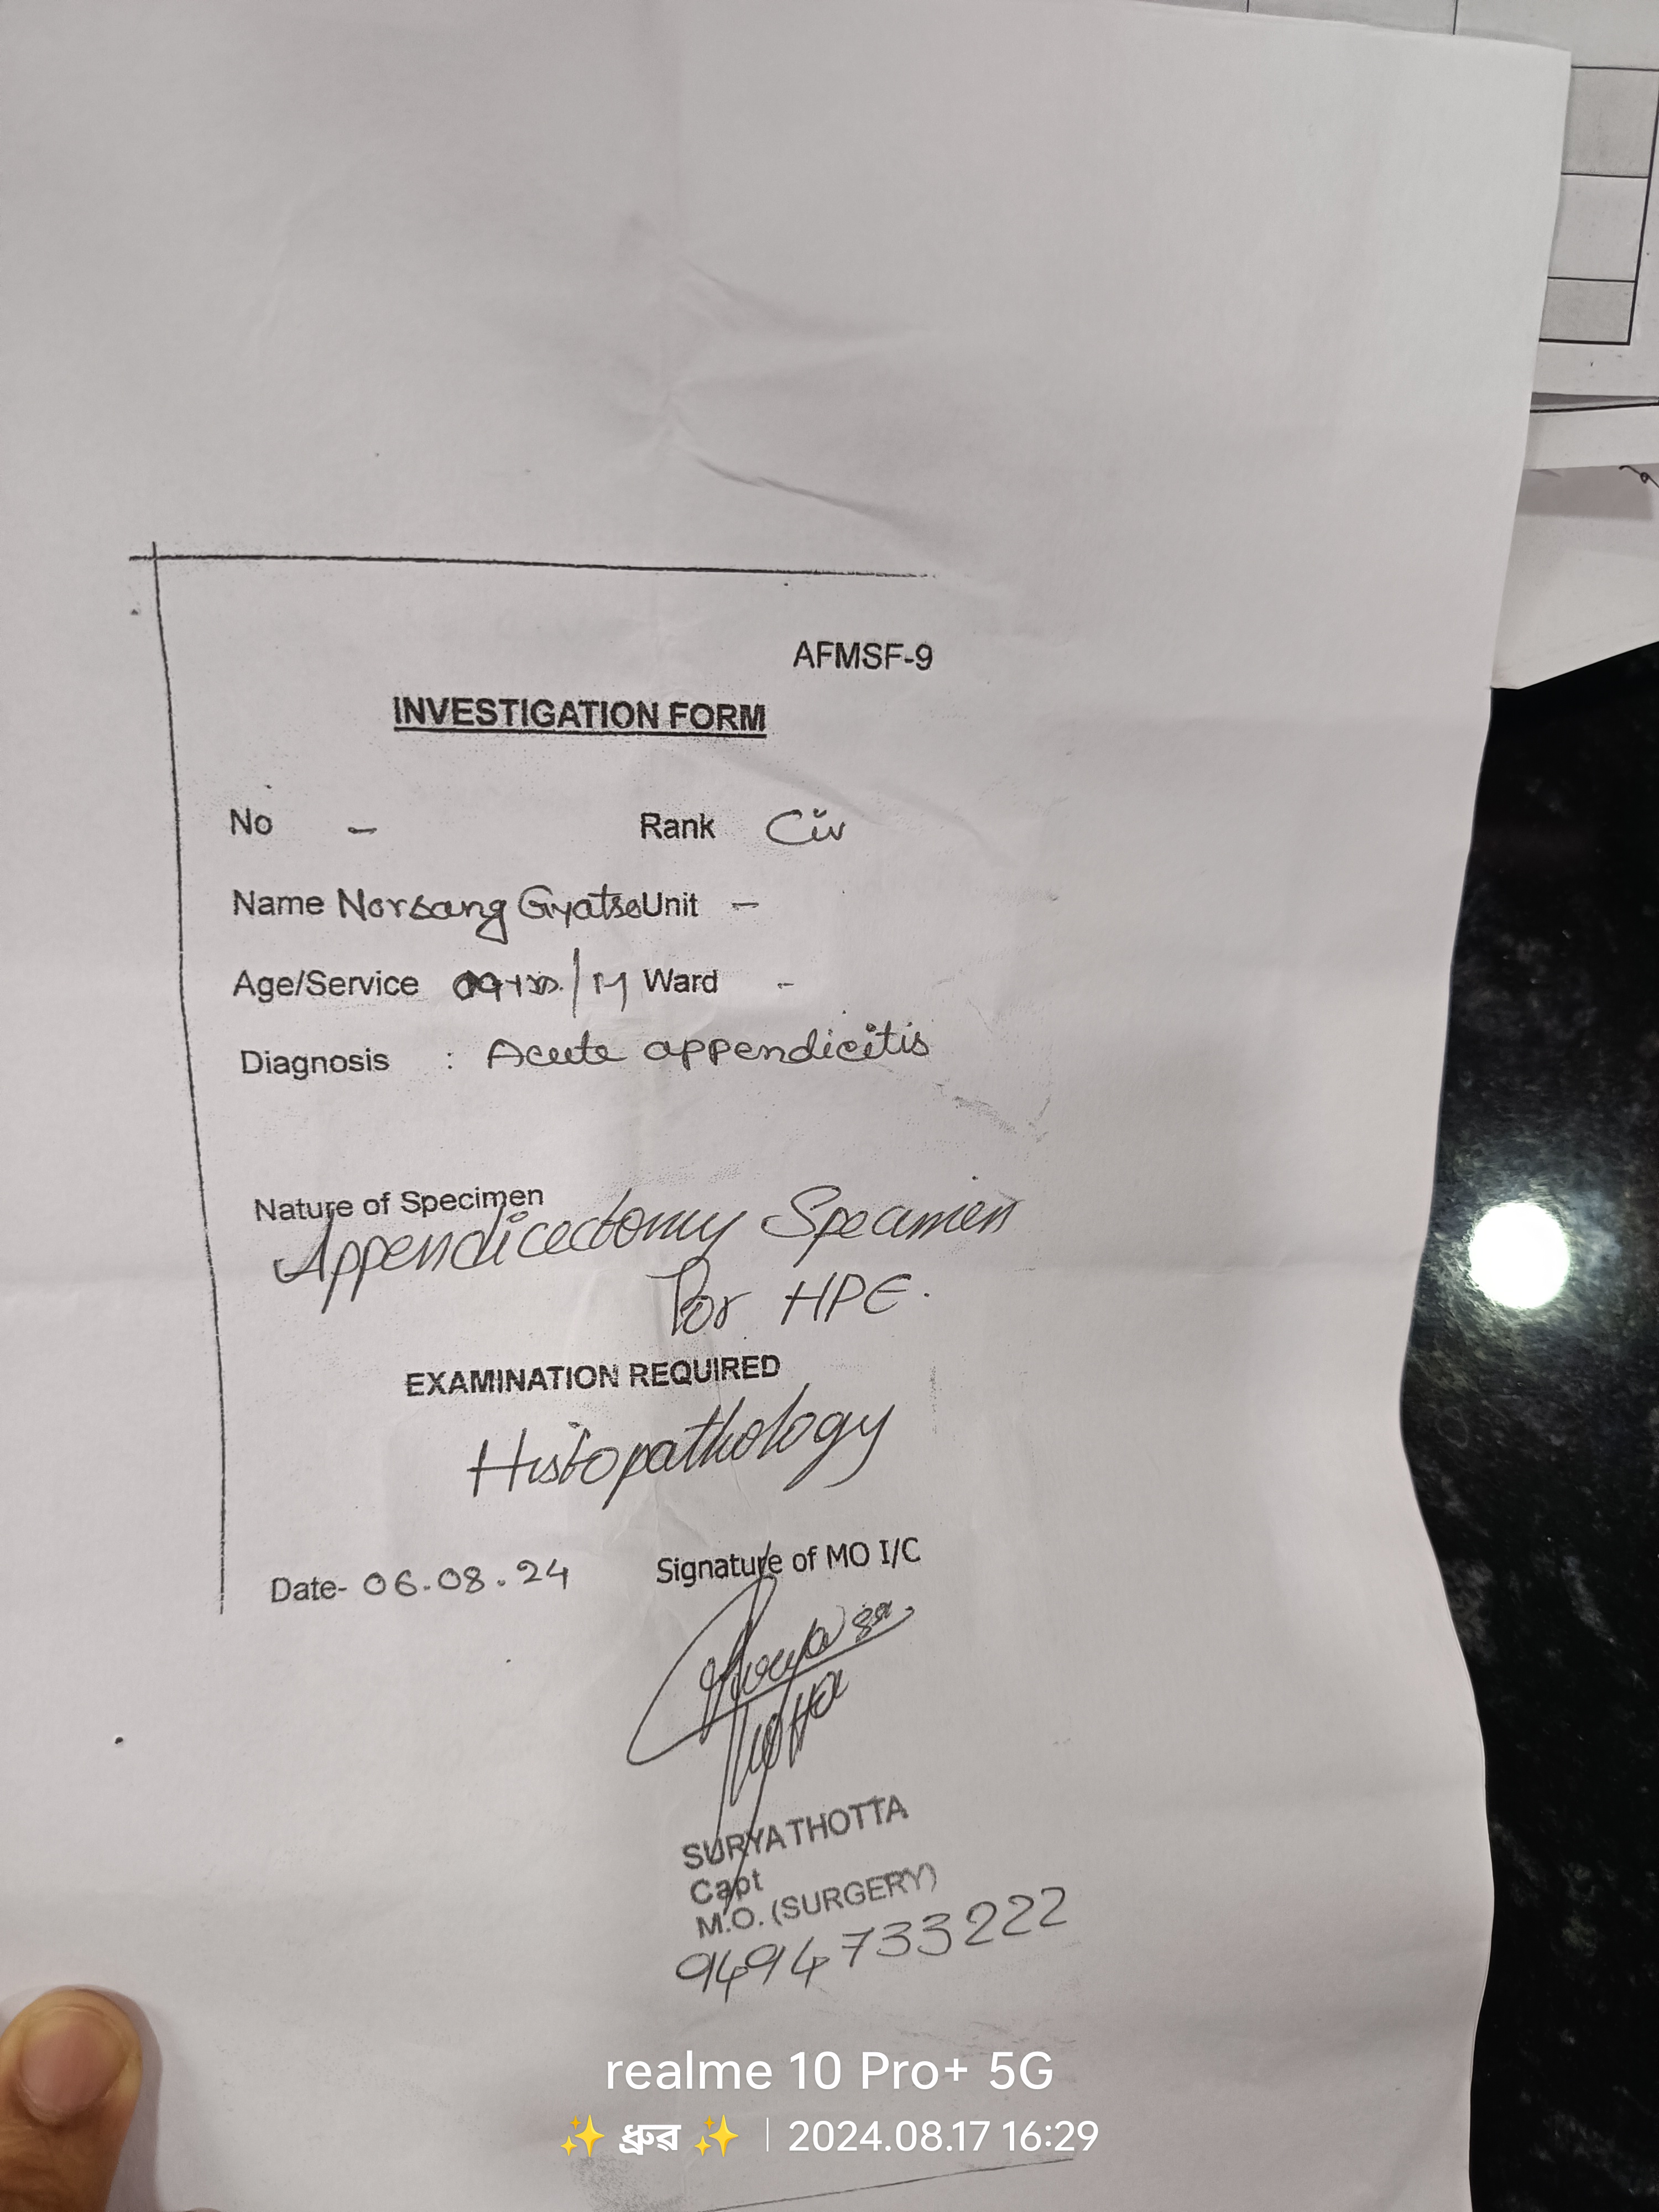 AFMSF-9
INVESTIGATION FORM
No - Rank Civ
Name Norsang Gyatso Unit -
Age/Service /M Ward -
Diagnosis : Acute appendicitis
Nature of Specimen
Appendicectomy Specimen
for HPE.
EXAMINATION REQUIRED
Histopathology
Date- 06.08.24 Signature of MO I/C
SURYA THOTTA
Capt
M.O. (SURGERY)
9494733222
realme 10 Pro+ 5G
✨ ধ্ৰুৱ ✨ | 2024.08.17 16:29